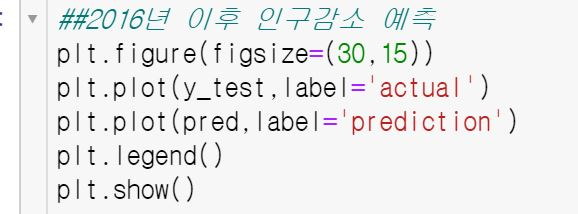 ##2016년 이후 인구감소 예측
plt.figure(figsize=(30,15))
plt.plot(y_test,label='actual')
plt.plot(pred,label='prediction')
plt.legend()
plt.show()